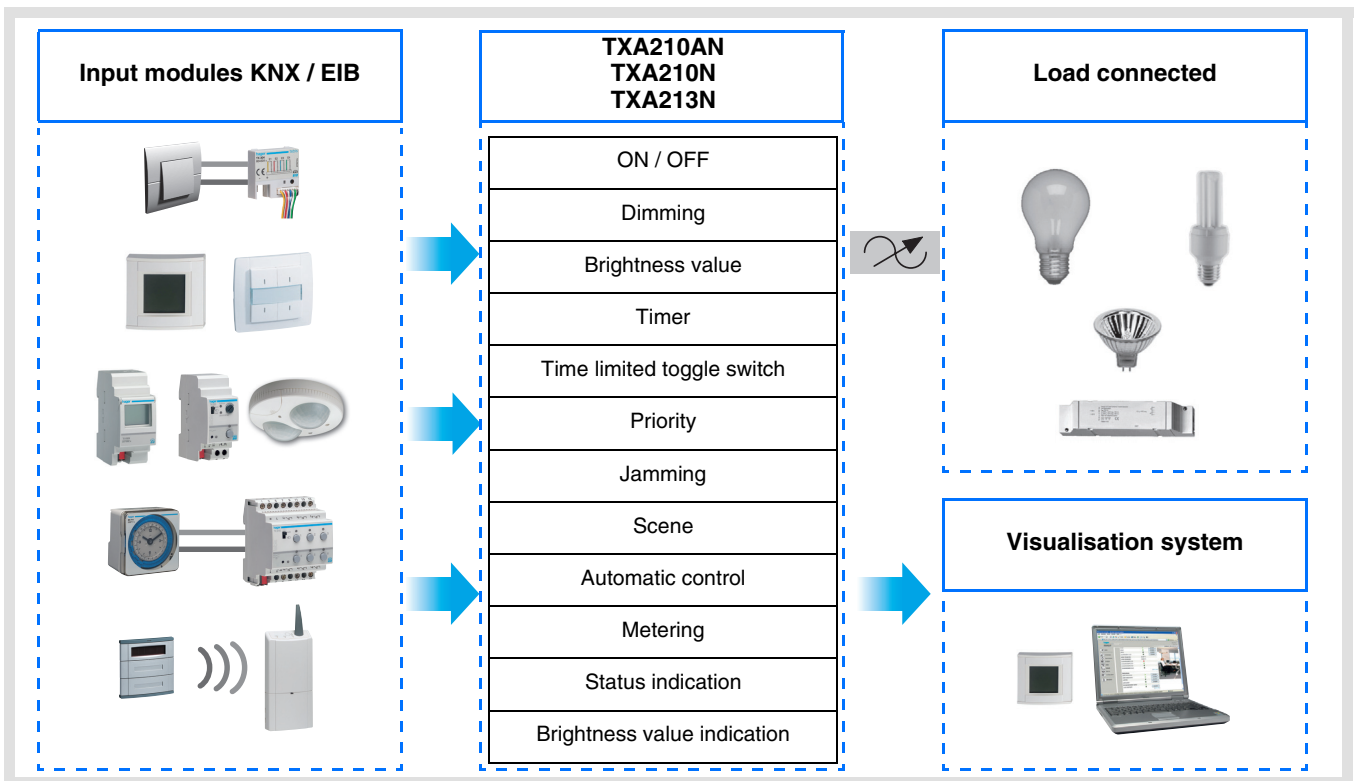 Input modules KNX / EIB
TXA210AN
TXA210N
TXA213N
Load connected
ON / OFF
Dimming
Brightness value
Timer
Time limited toggle switch
Priority
Jamming
Scene
Automatic control
Metering
Status indication
Brightness value indication
Visualisation system